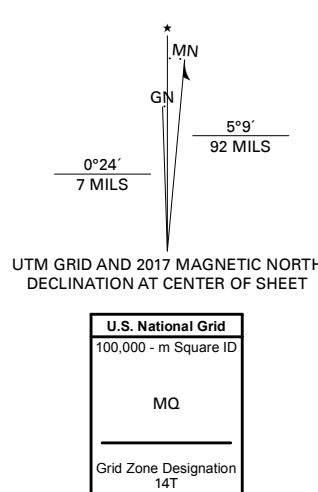 ★
MN
GN
5°9´
92 MILS
0°24´
7 MILS
UTM GRID AND 2017 MAGNETIC NORTH
DECLINATION AT CENTER OF SHEET
U.S. National Grid
100,000 - m Square ID
MQ
Grid Zone Designation
14T